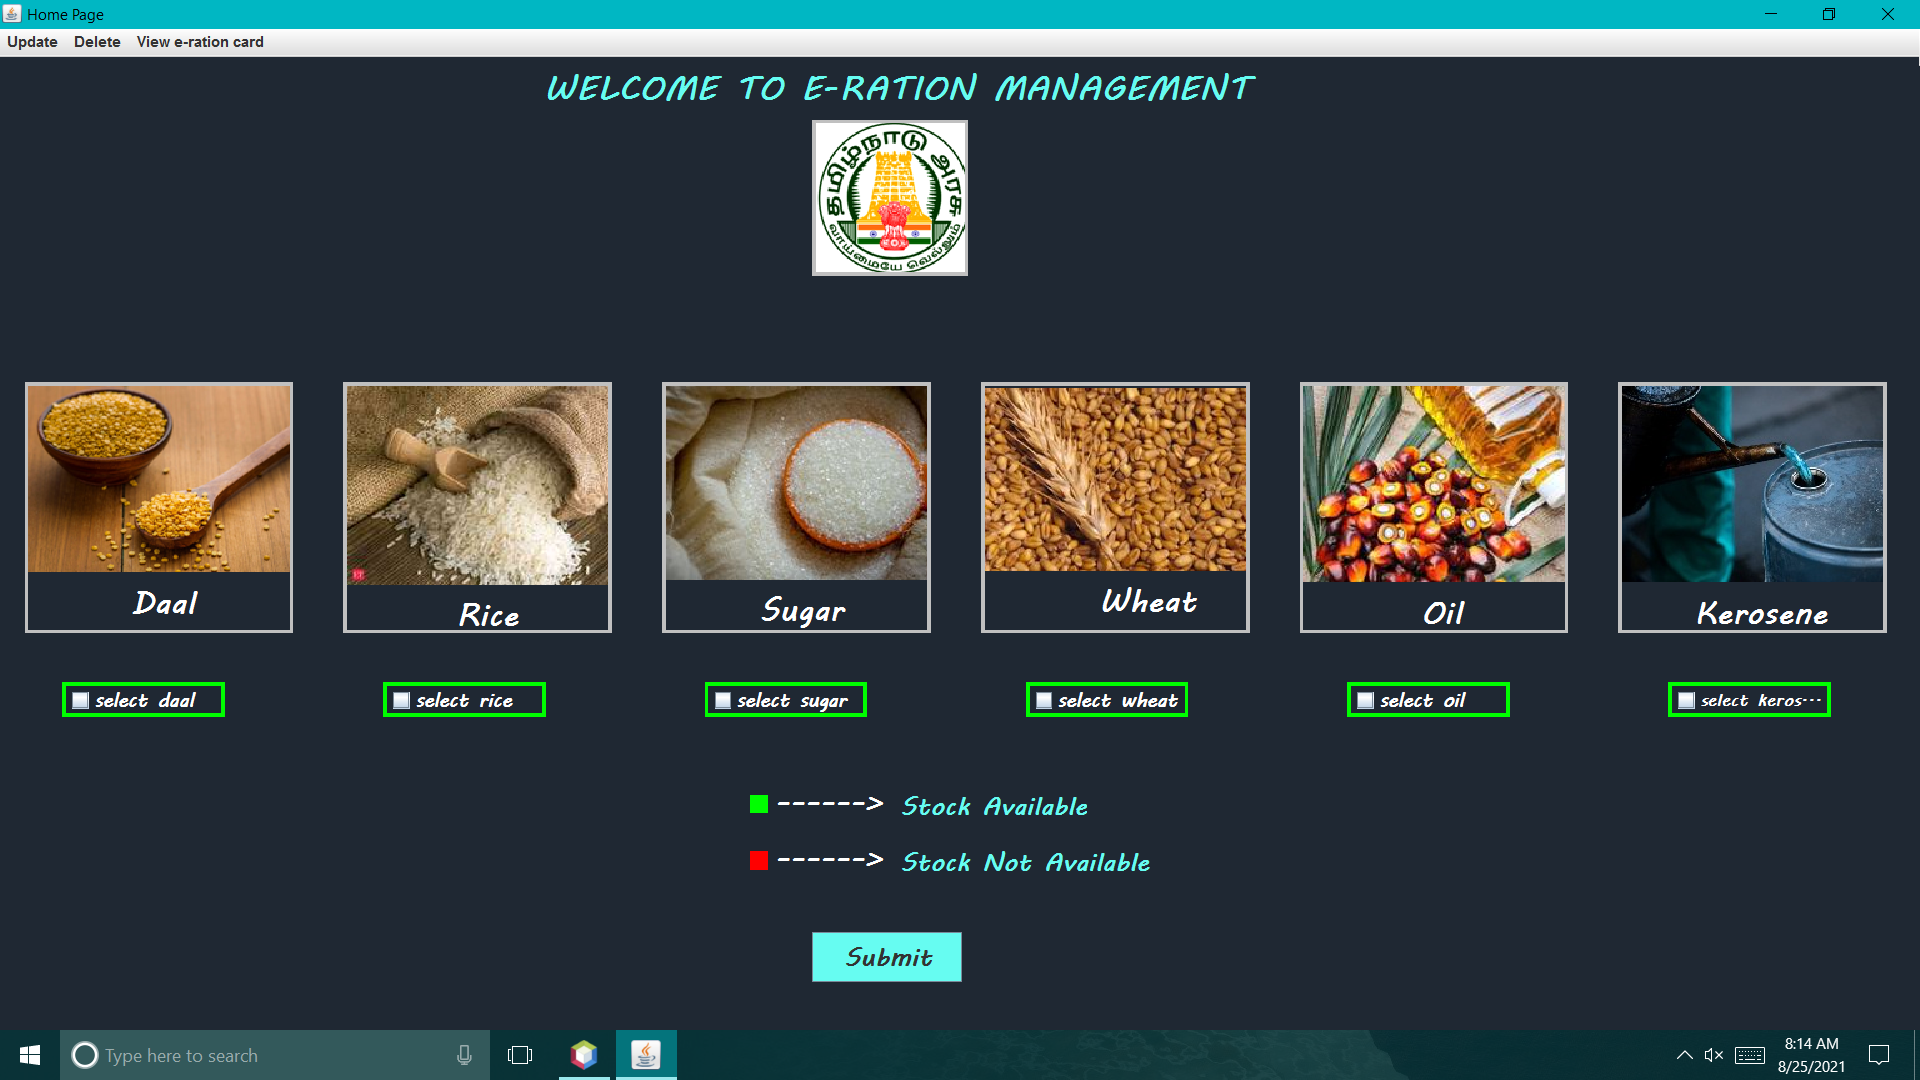 Home Page
Update Delete View e-ration card
WELCOME TO E-RATION MANAGEMENT
தமிழ்நாடு அரசு
வாய்மையே வெல்லும்
Daal
Rice
Sugar
Wheat
Oil
Kerosene
select daal
select rice
select sugar
select wheat
select oil
select keros...
------> Stock Available
------> Stock Not Available
Submit
Type here to search
8:14 AM
8/25/2021